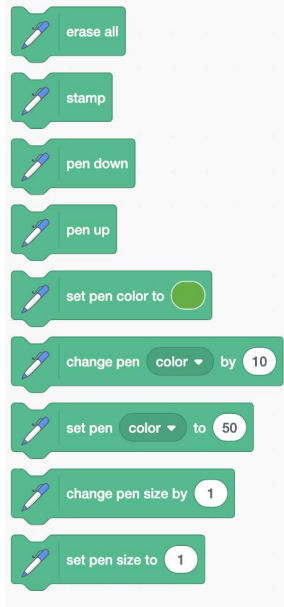 erase all
stamp
pen down
pen up
set pen color to
change pen color by 10
set pen color to 50
change pen size by 1
set pen size to 1